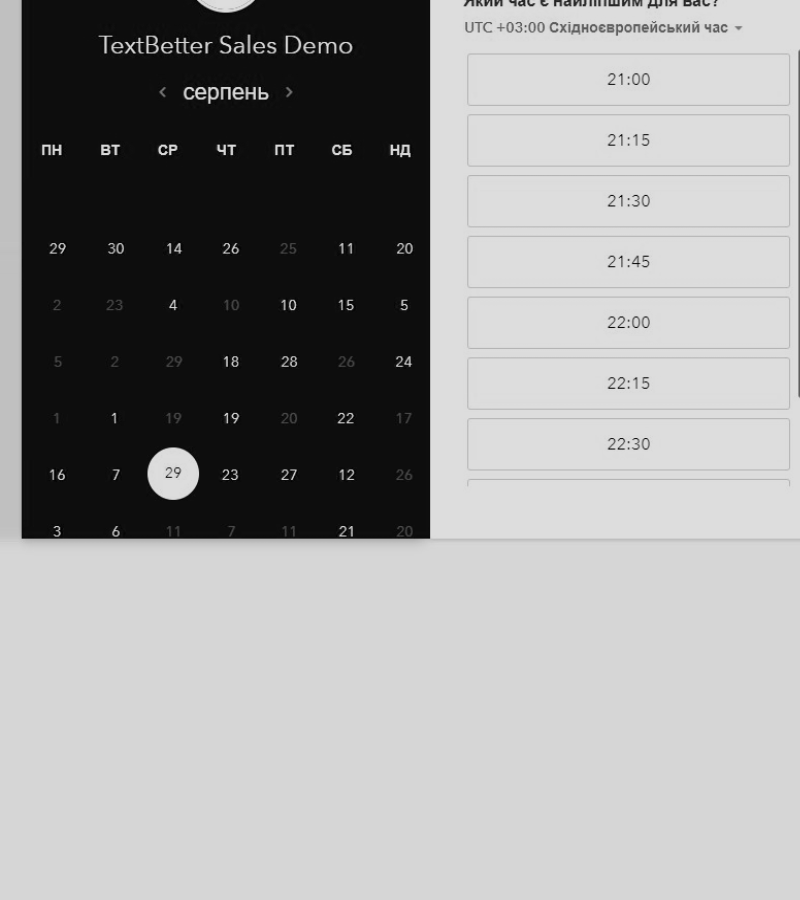 TextBetter Sales Demo
серпень
ПН ВТ СР ЧТ ПТ СБ НД
29 30 14 26 25 11 20
2 23 4 10 10 15 5
5 2 29 18 28 26 24
1 1 19 19 20 22 17
16 7 29 23 27 12 26
3 6 11 7 11 21 20
Який час є найліпшим для вас?
UTC +03:00 Східноєвропейський час
21:00
21:15
21:30
21:45
22:00
22:15
22:30